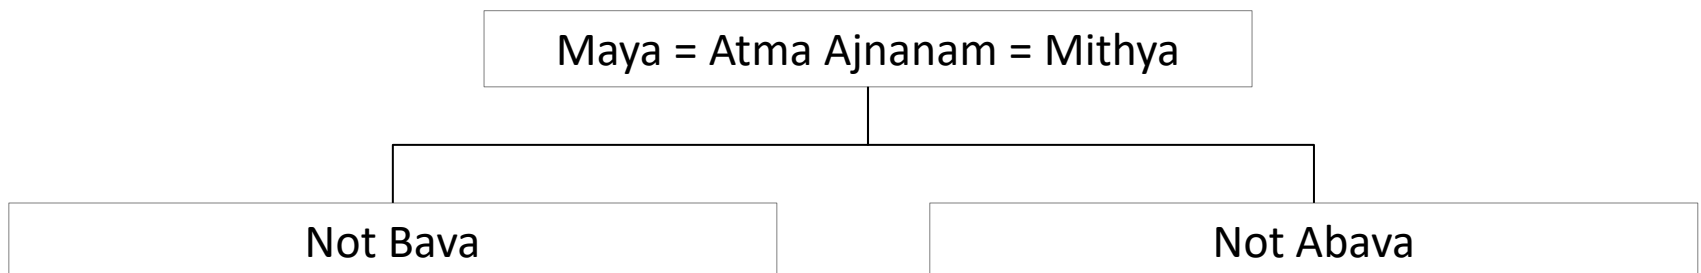 Maya = Atma Ajnanam = Mithya
Not Bava
Not Abava